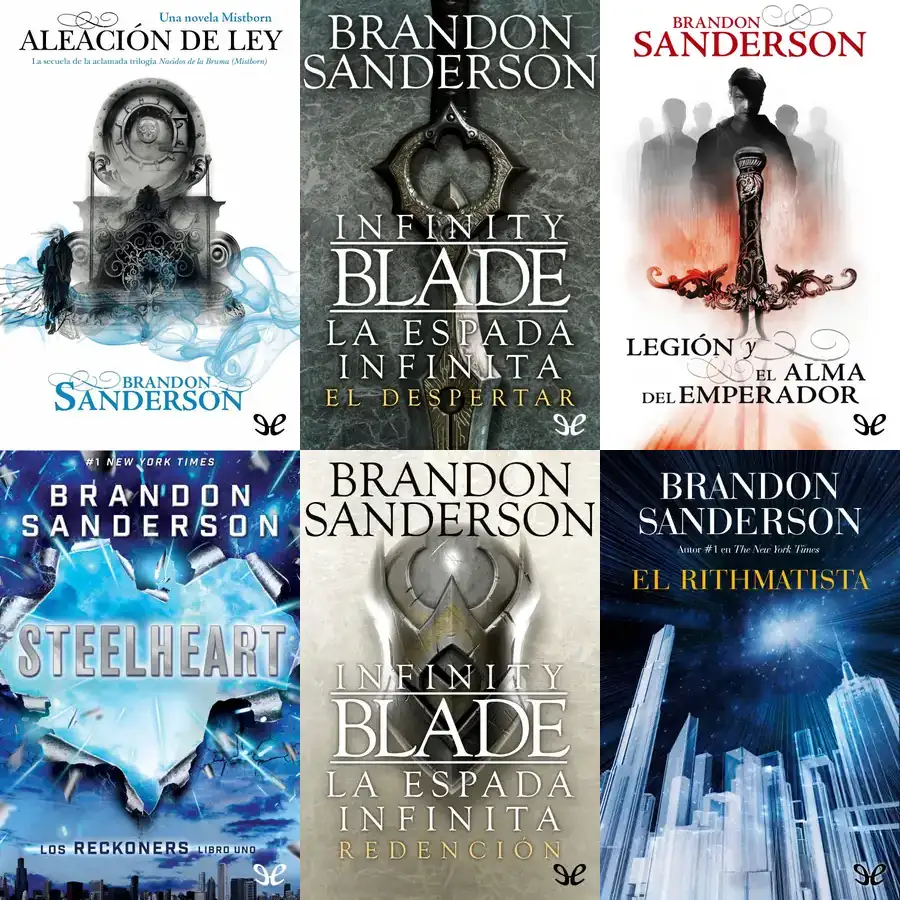 Una novela Mistborn
ALEACIÓN DE LEY
La secuela de la aclamada trilogía Nacidos de la Bruma (Mistborn)
BRANDON
SANDERSON
BRANDON
SANDERSON
INFINITY
BLADE
LA ESPADA
INFINITA
EL DESPERTAR
BRANDON
SANDERSON
LEGIÓN y
EL ALMA
DEL EMPERADOR
#1 NEW YORK TIMES
BRANDON
SANDERSON
STEELHEART
LOS RECKONERS LIBRO UNO
BRANDON
SANDERSON
INFINITY
BLADE
LA ESPADA
INFINITA
REDENCIÓN
BRANDON
SANDERSON
Autor #1 en The New York Times
EL RITHMATISTA